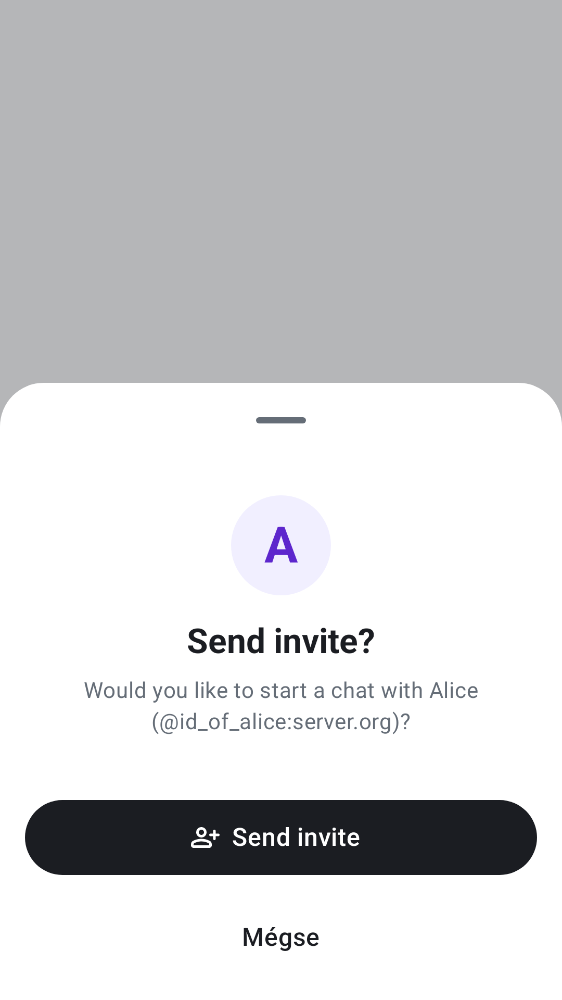 A
Send invite?
Would you like to start a chat with Alice
(@id_of_alice:server.org)?
Send invite
Mégse